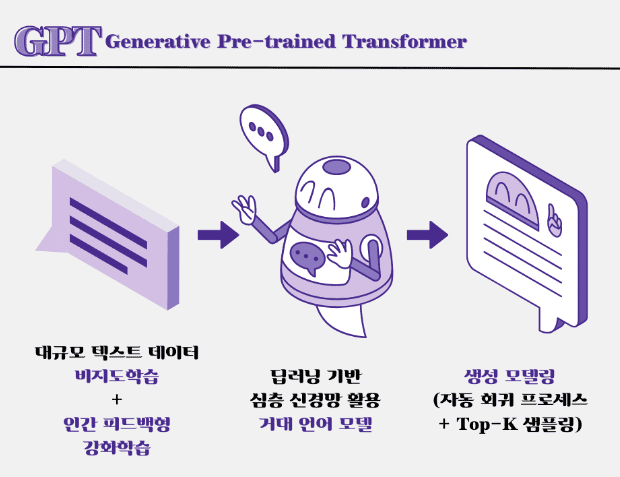 GPT Generative Pre-trained Transformer
대규모 텍스트 데이터
비지도학습
+
인간 피드백형
강화학습
딥러닝 기반
심층 신경망 활용
거대 언어 모델
생성 모델링
(자동 회귀 프로세스
+ Top-K 샘플링)